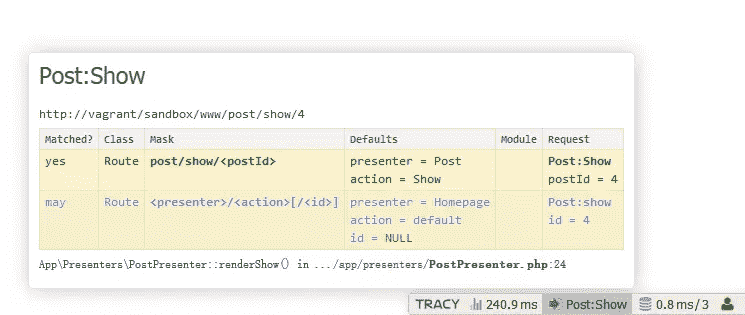 Post:Show
http://vagrant/sandbox/www/post/show/4
Matched? Class Mask Defaults Module Request
yes Route post/show/<postId> presenter = Post Post:Show
action = Show postId = 4
may Route <presenter>/<action>[/<id>] presenter = Homepage Post:show
action = default id = 4
id = NULL
App\Presenters\PostPresenter::renderShow() in .../app/presenters/PostPresenter.php:24
TRACY 240.9 ms Post:Show 0.8 ms/3